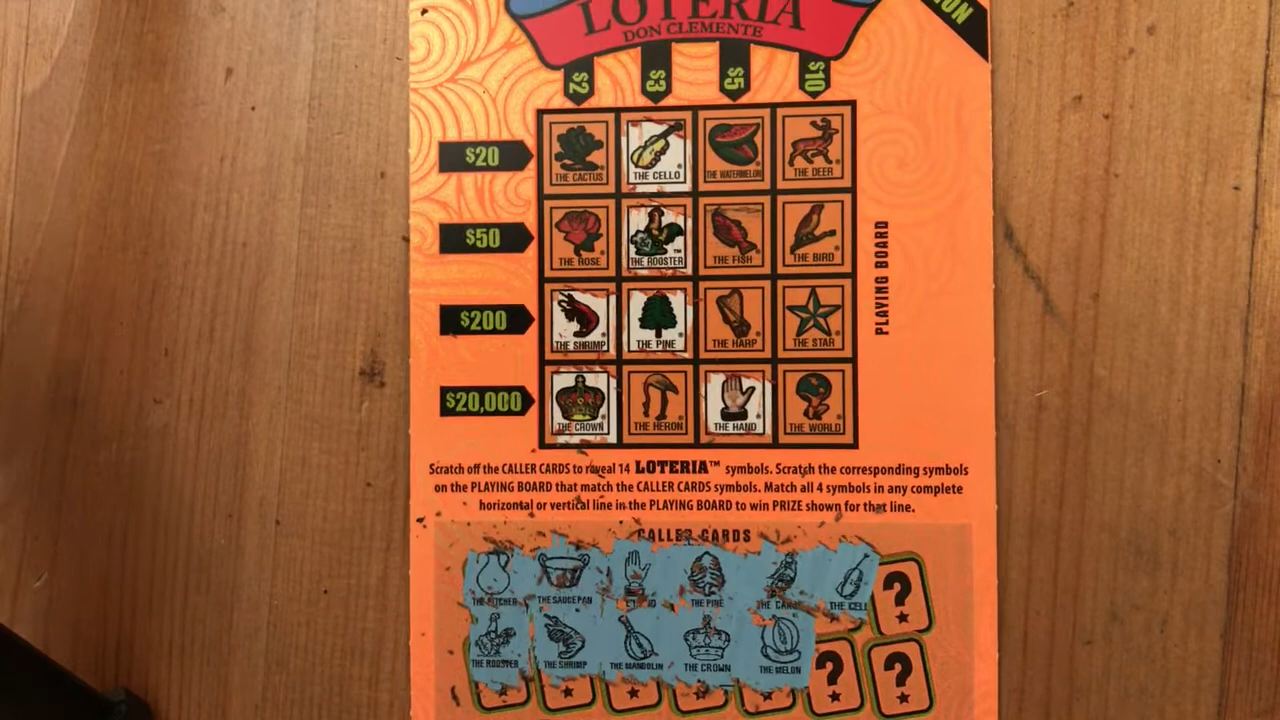 LOTERIA
DON CLEMENTE
$2 $3 $5 $10
$20
THE CACTUS THE CELLO THE WATERMELON THE DEER
$50
THE ROSE THE ROOSTER THE FISH THE BIRD
PLAYING BOARD
$200
THE SHRIMP THE PINE THE HARP THE STAR
$20,000
THE CROWN THE HERON THE HAND THE WORLD
Scratch off the CALLER CARDS to reveal 14 LOTERIA™ symbols. Scratch the corresponding symbols
on the PLAYING BOARD that match the CALLER CARDS symbols. Match all 4 symbols in any complete
horizontal or vertical line in the PLAYING BOARD to win PRIZE shown for that line.
CALLER CARDS
THE PITCHER THE SAUCEPAN THE PINE THE ?
THE ROOSTER THE SHRIMP THE MANDOLIN THE CROWN THE MELON ? ?